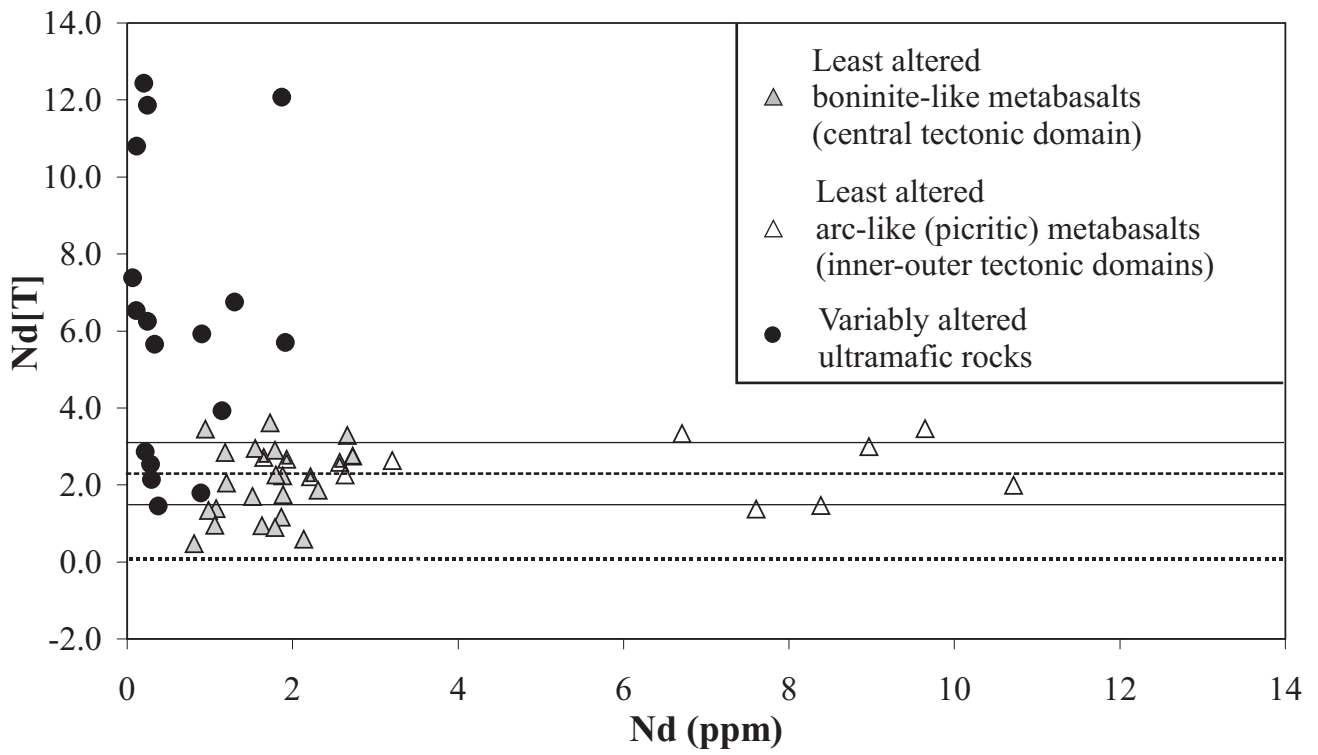 14.0
12.0
10.0
8.0
6.0
4.0
2.0
0.0
-2.0
Nd[T]
0
2
4
6
8
10
12
14
Nd (ppm)
Least altered
boninite-like metabasalts
(central tectonic domain)
Least altered
arc-like (picritic) metabasalts
(inner-outer tectonic domains)
Variably altered
ultramafic rocks